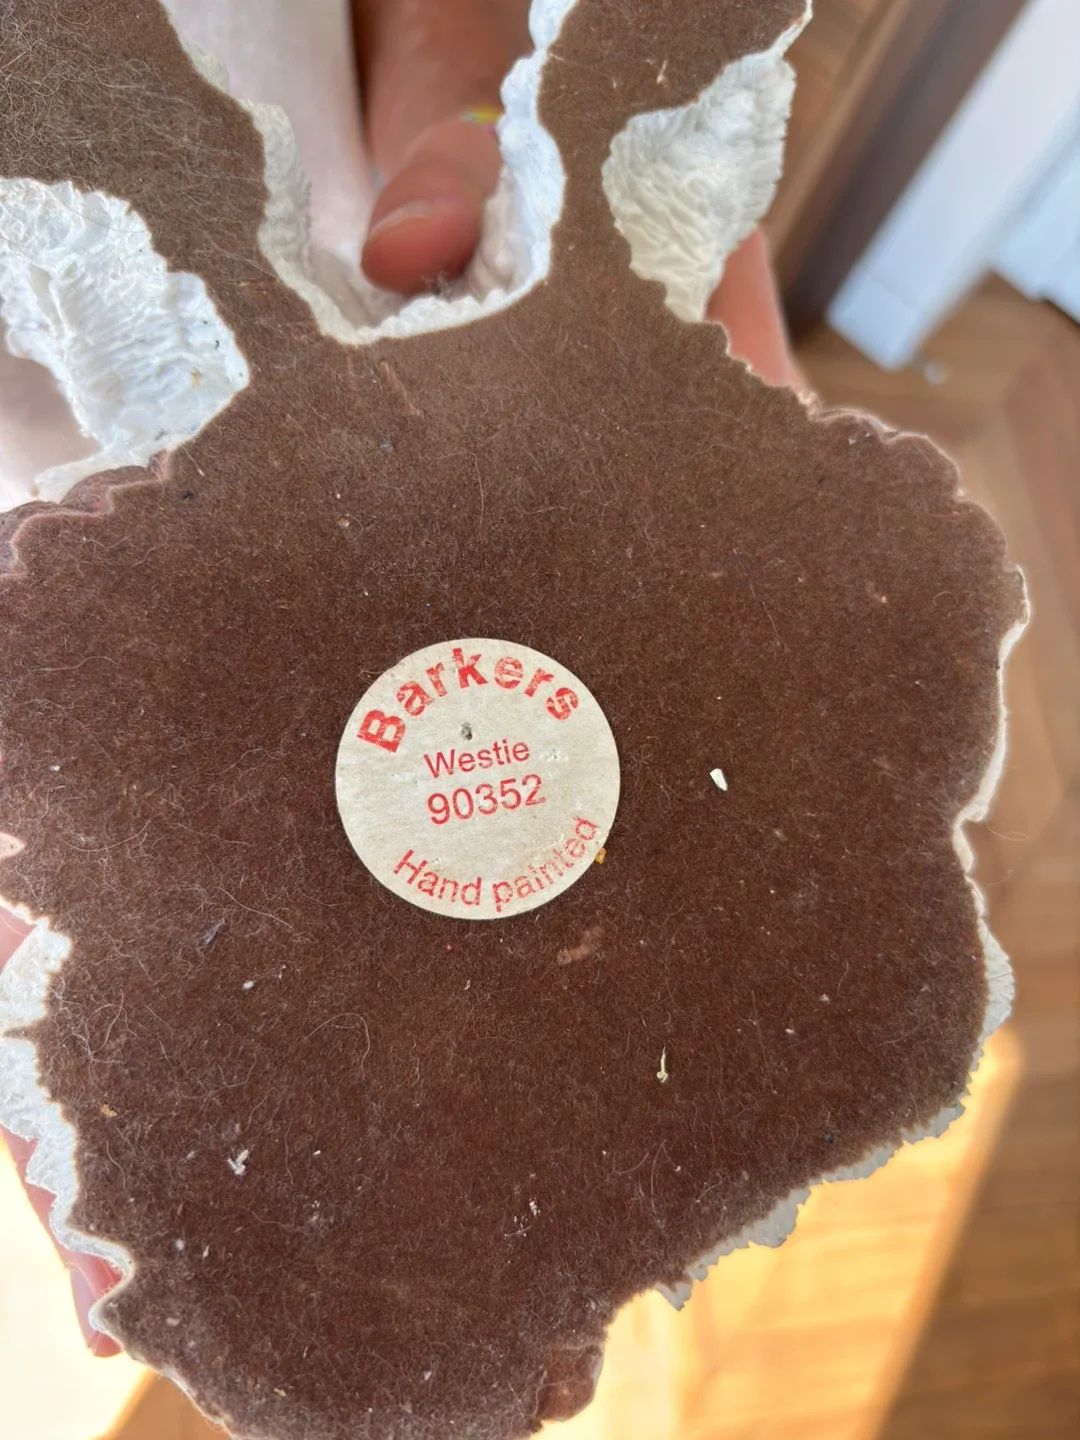 Barkers
Westie
90352
Hand painted